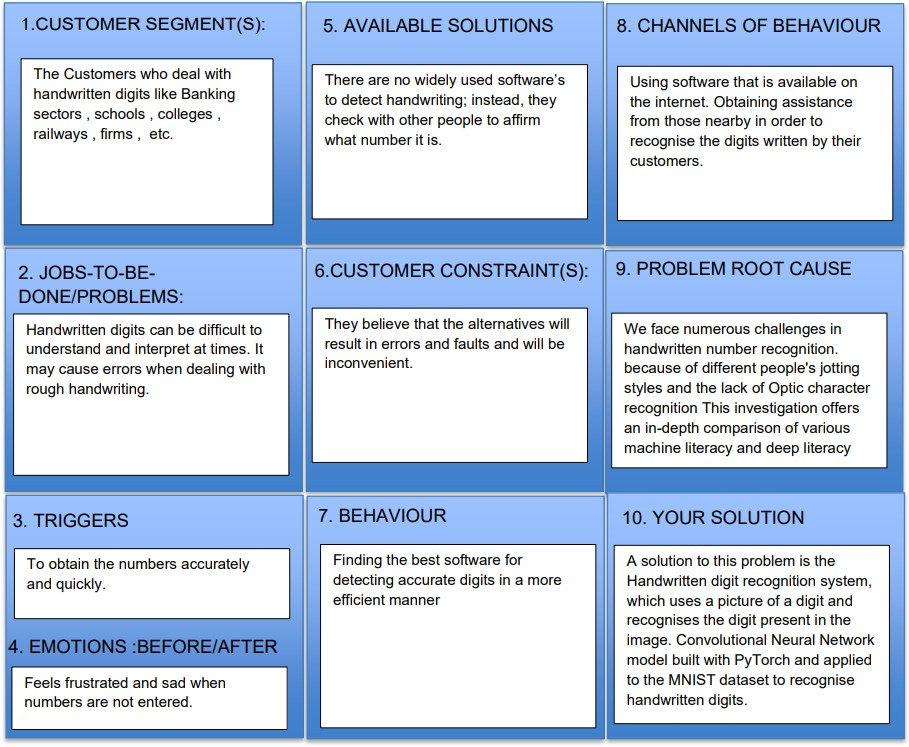 1.CUSTOMER SEGMENT(S):
The Customers who deal with
handwritten digits like Banking
sectors , schools , colleges ,
railways , firms , etc.
5. AVAILABLE SOLUTIONS
There are no widely used software's
to detect handwriting; instead, they
check with other people to affirm
what number it is.
8. CHANNELS OF BEHAVIOUR
Using software that is available on
the internet. Obtaining assistance
from those nearby in order to
recognise the digits written by their
customers.
2. JOBS-TO-BE-
DONE/PROBLEMS:
Handwritten digits can be difficult to
understand and interpret at times. It
may cause errors when dealing with
rough handwriting.
6.CUSTOMER CONSTRAINT(S):
They believe that the alternatives will
result in errors and faults and will be
inconvenient.
9. PROBLEM ROOT CAUSE
We face numerous challenges in
handwritten number recognition.
because of different people's jotting
styles and the lack of Optic character
recognition This investigation offers
an in-depth comparison of various
machine literacy and deep literacy
3. TRIGGERS
To obtain the numbers accurately
and quickly.
4. EMOTIONS :BEFORE/AFTER
Feels frustrated and sad when
numbers are not entered.
7. BEHAVIOUR
Finding the best software for
detecting accurate digits in a more
efficient manner
10. YOUR SOLUTION
A solution to this problem is the
Handwritten digit recognition system,
which uses a picture of a digit and
recognises the digit present in the
image. Convolutional Neural Network
model built with PyTorch and applied
to the MNIST dataset to recognise
handwritten digits.